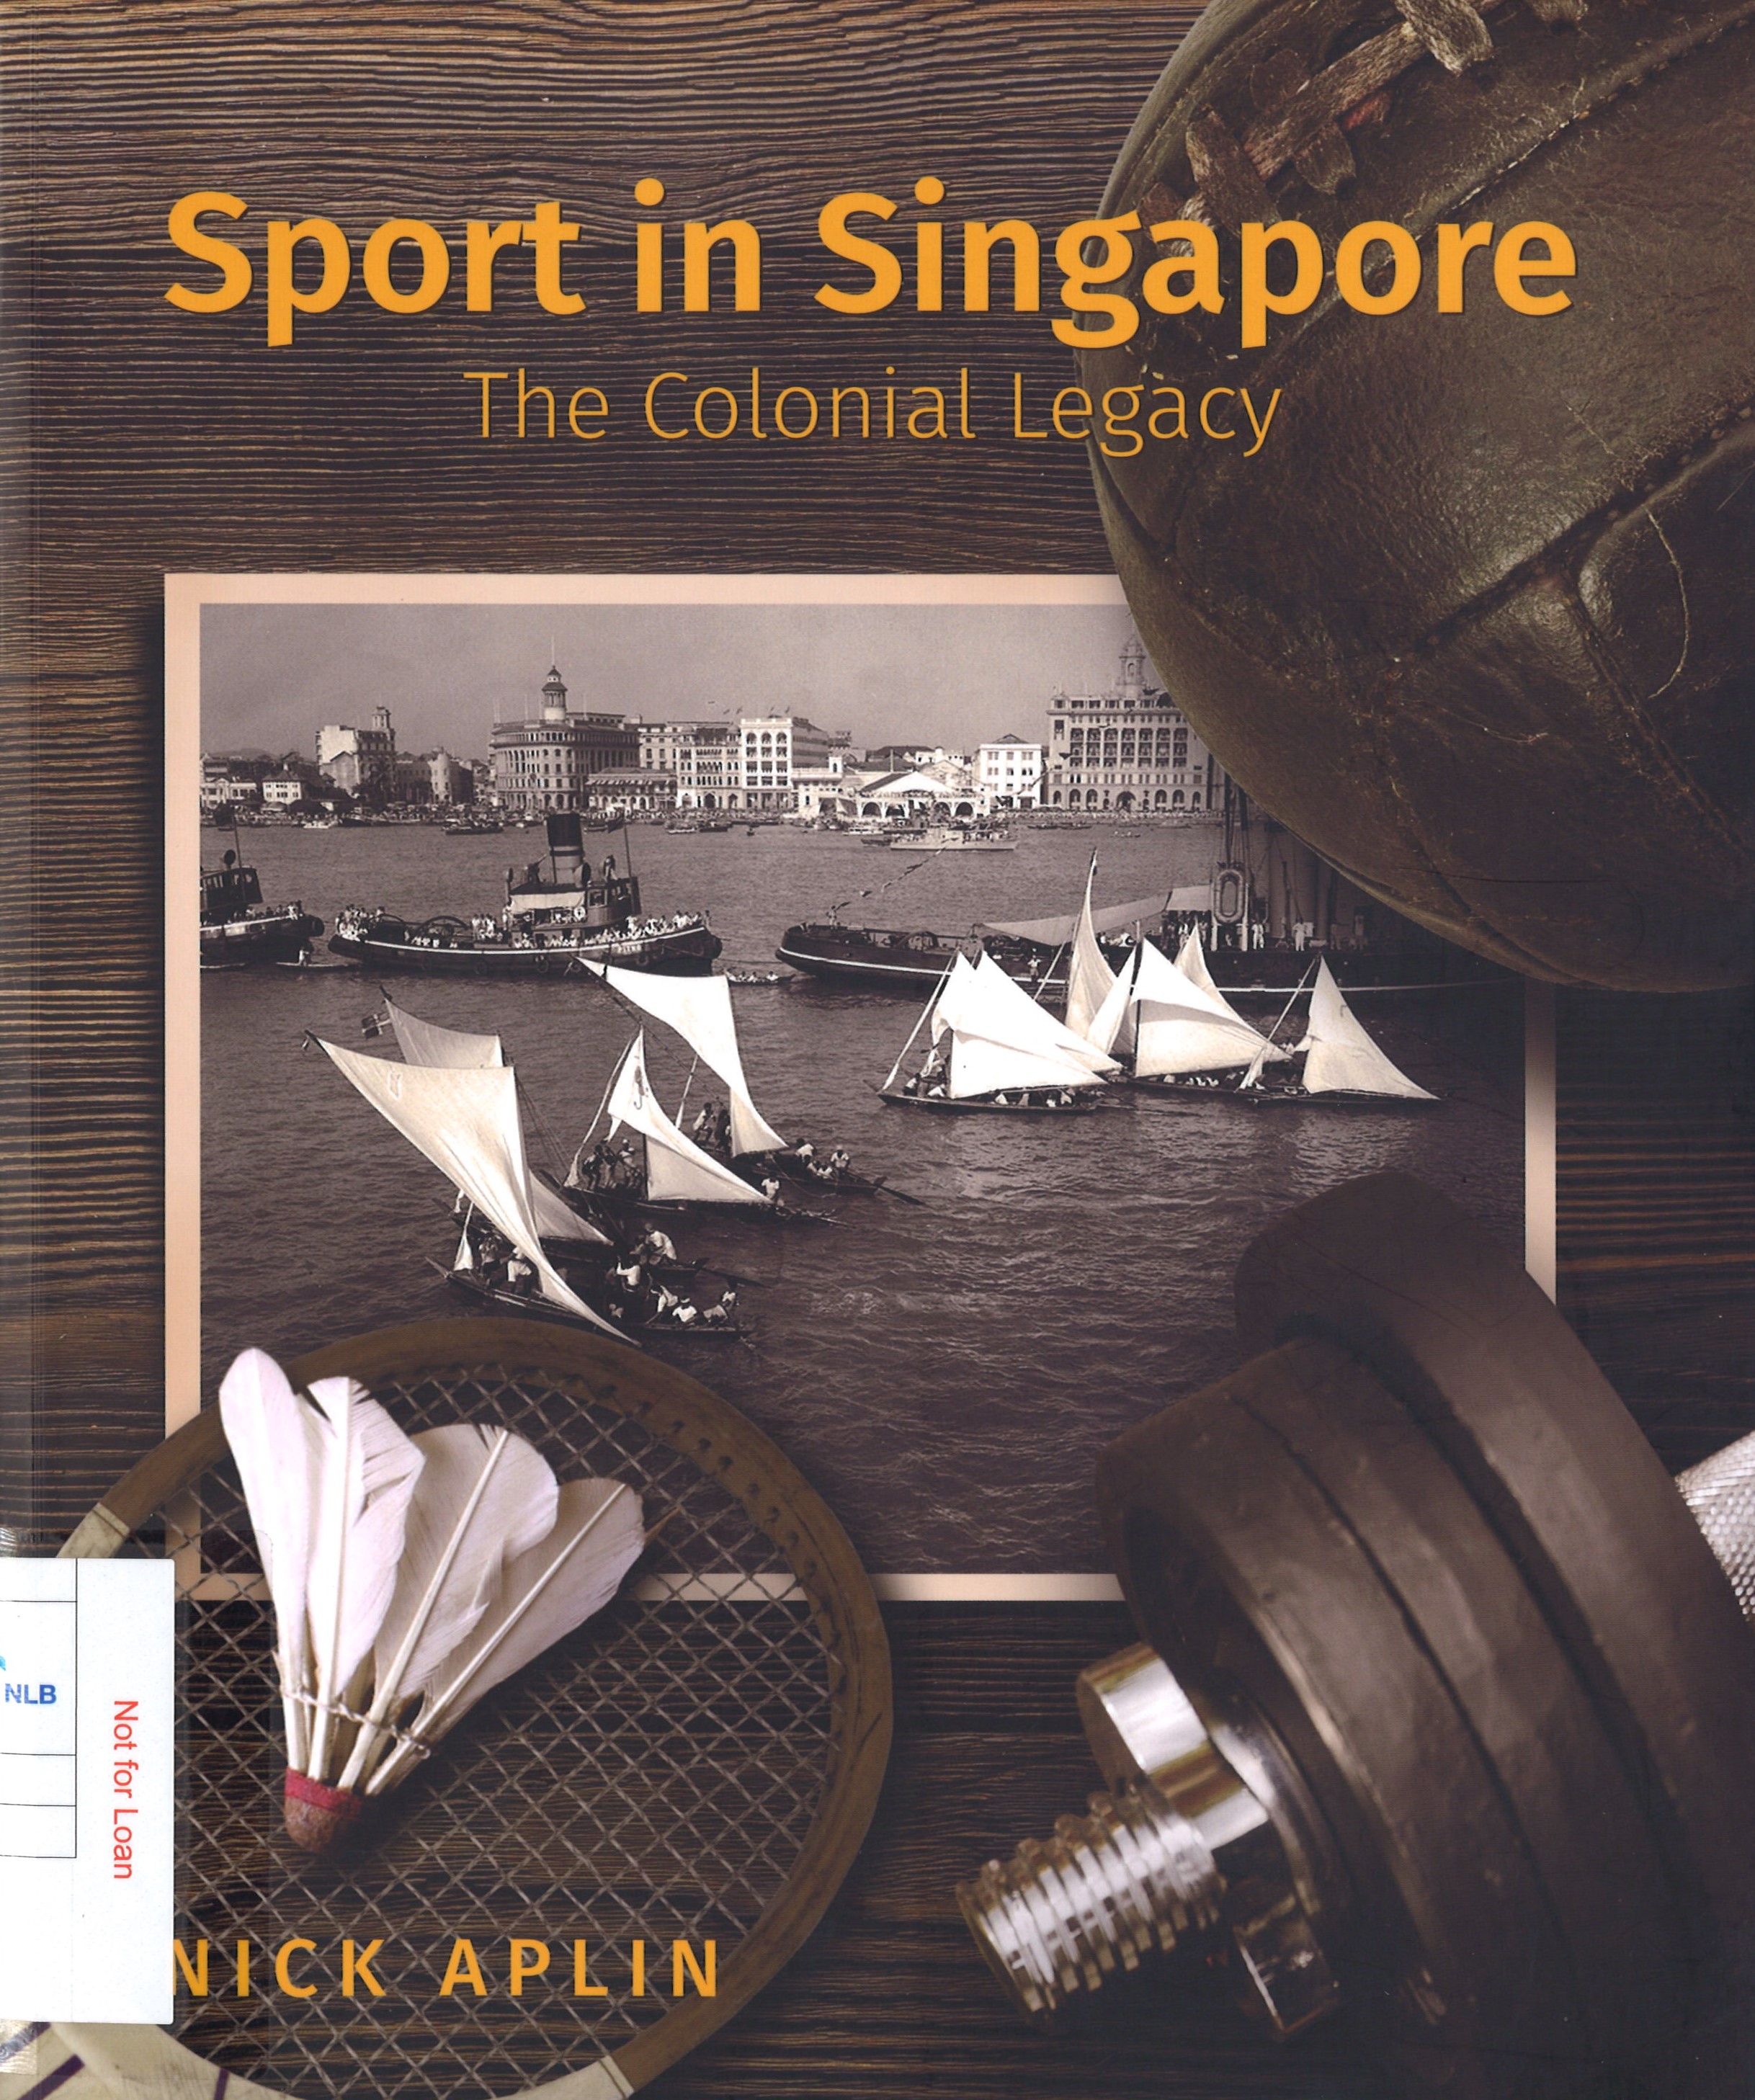 Sport in Singapore
The Colonial Legacy
NLB
Not for Loan
NICK APLIN